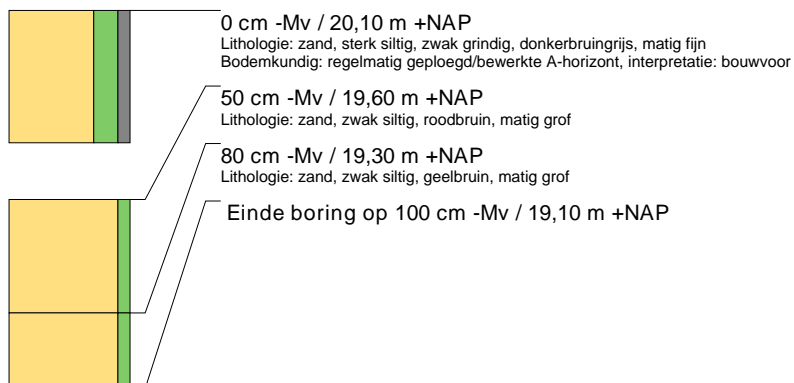 0 cm -Mv / 20,10 m +NAP
Lithologie: zand, sterk siltig, zwak grindig, donkerbruingrijs, matig fijn
Bodemkundig: regelmatig geploegd/bewerkte A-horizont, interpretatie: bouwvoor
50 cm -Mv / 19,60 m +NAP
Lithologie: zand, zwak siltig, roodbruin, matig grof
80 cm -Mv / 19,30 m +NAP
Lithologie: zand, zwak siltig, geelbruin, matig grof
Einde boring op 100 cm -Mv / 19,10 m +NAP